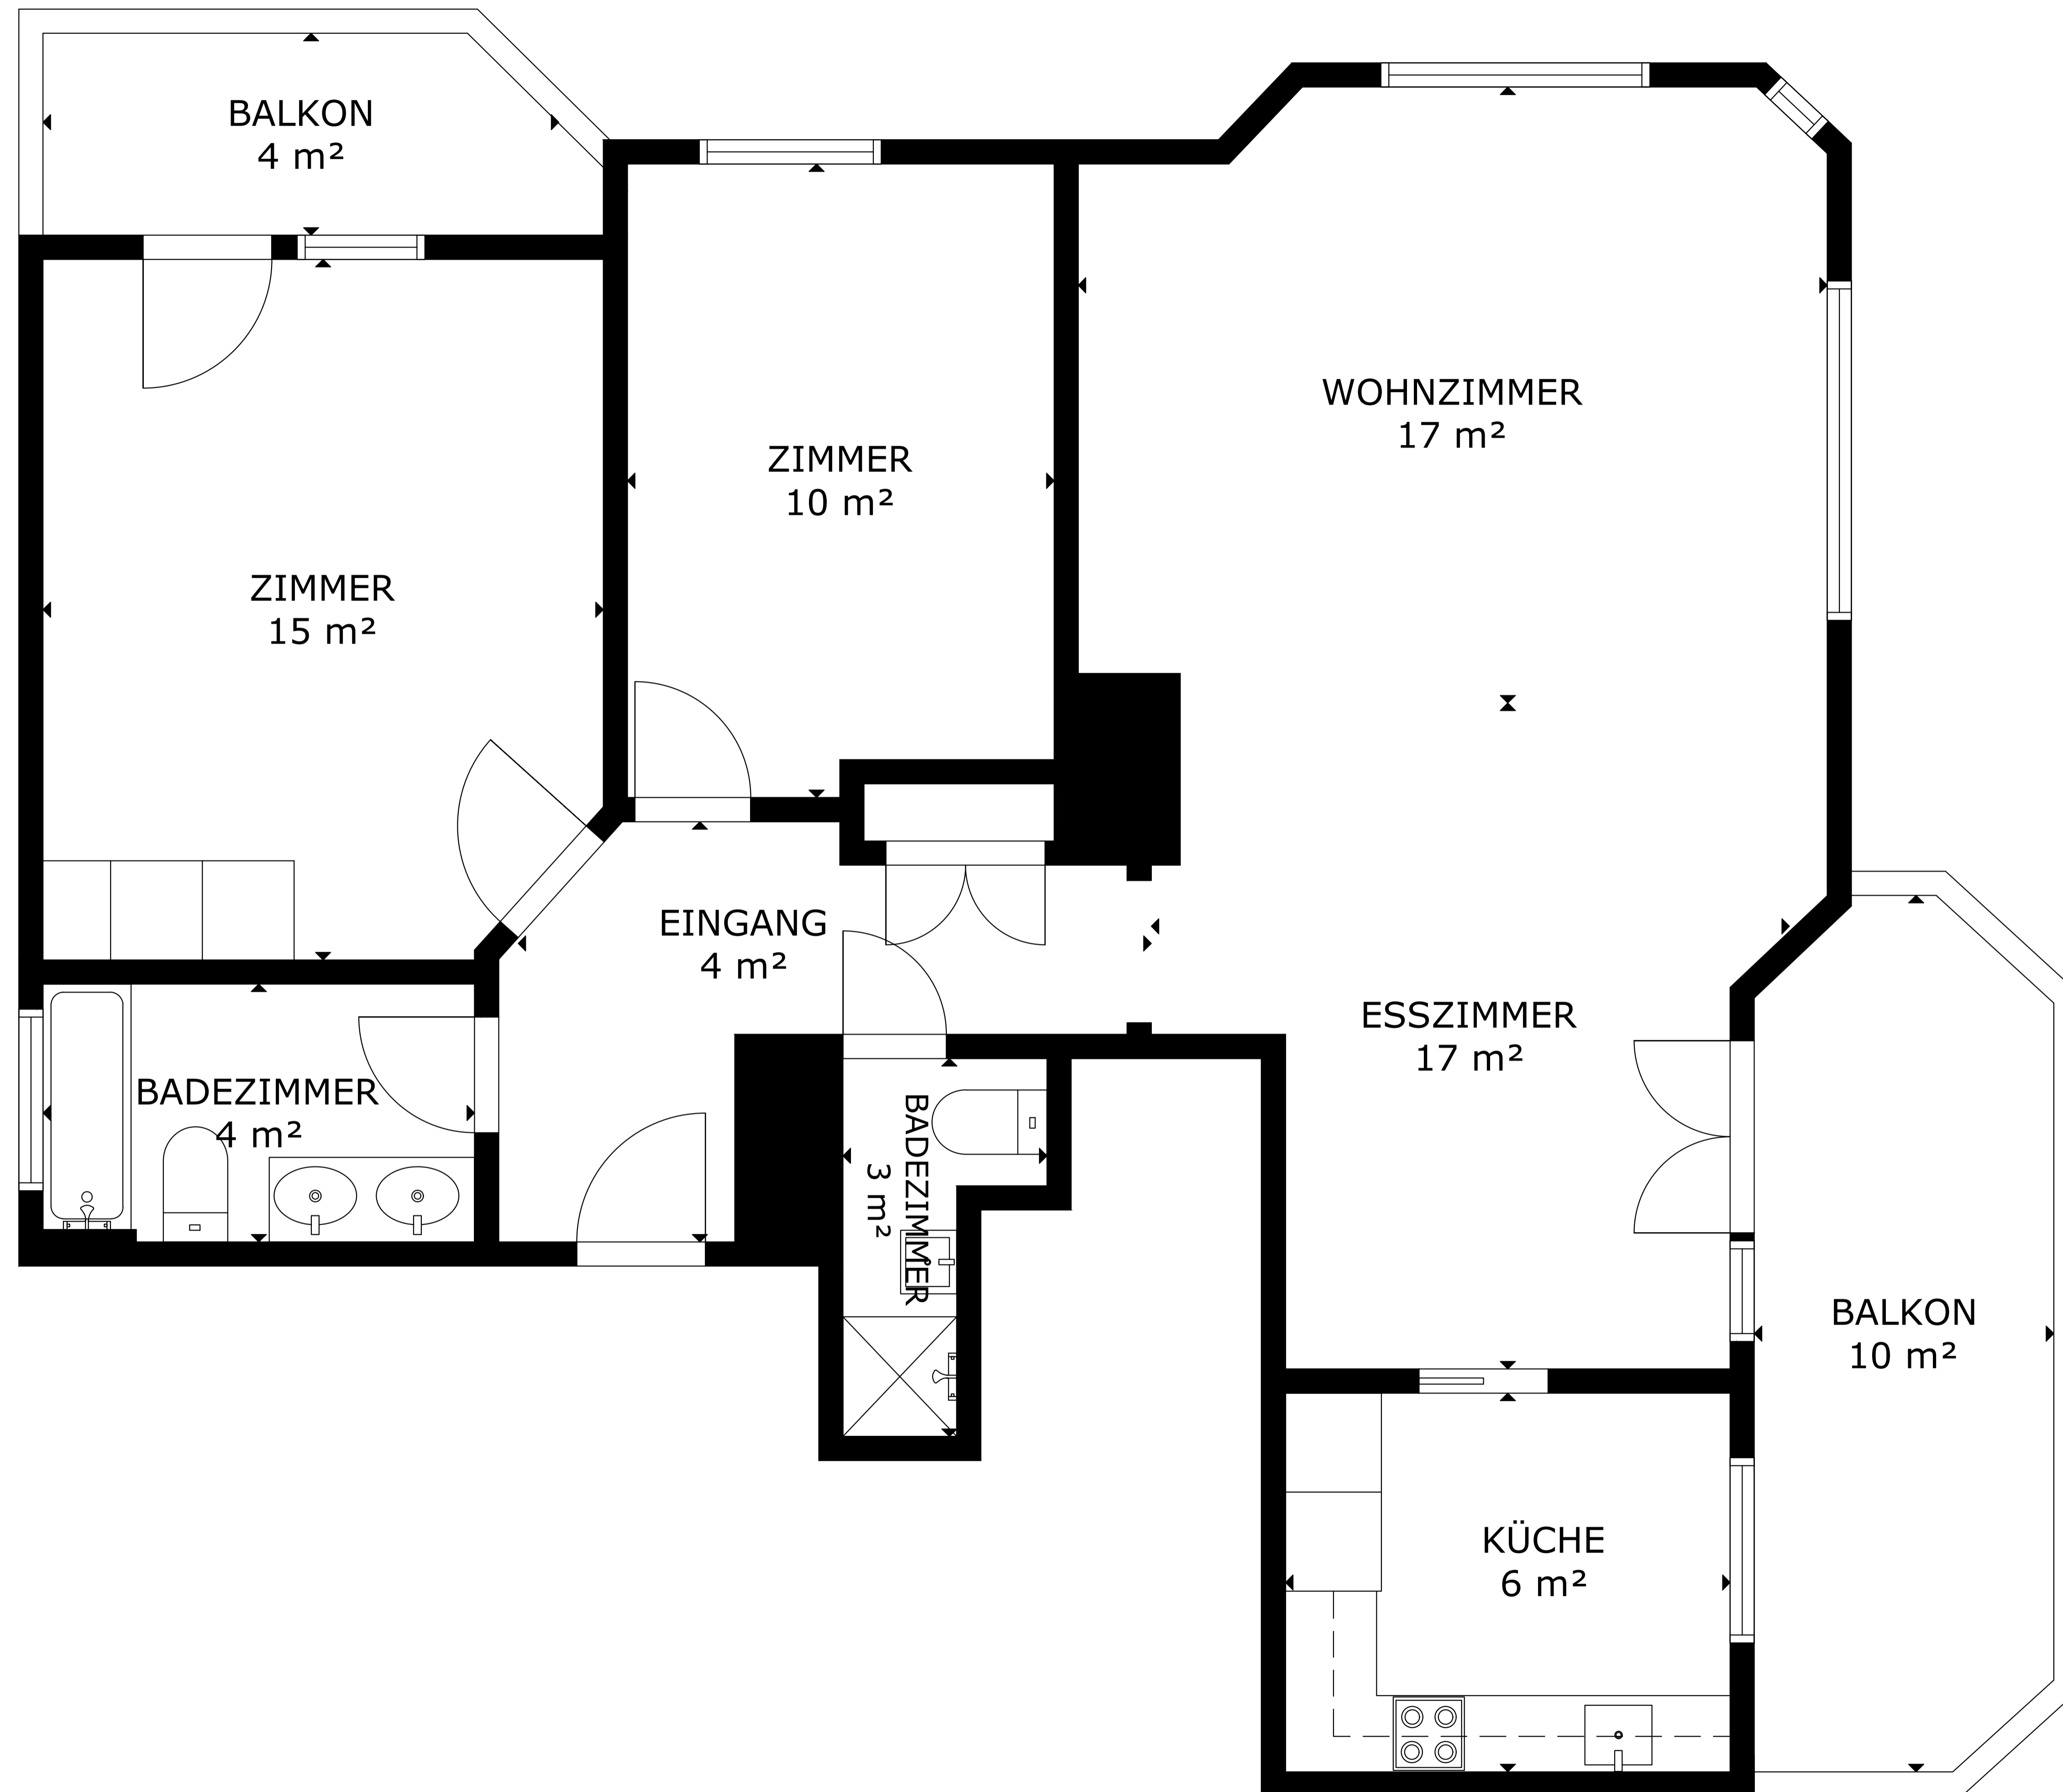 BALKON
4 m²
WOHNZIMMER
17 m²
ZIMMER
10 m²
ZIMMER
15 m²
EINGANG
4 m²
ESSZIMMER
17 m²
BADEZIMMER
4 m²
BADEZIMMER
3 m²
BALKON
10 m²
KÜCHE
6 m²